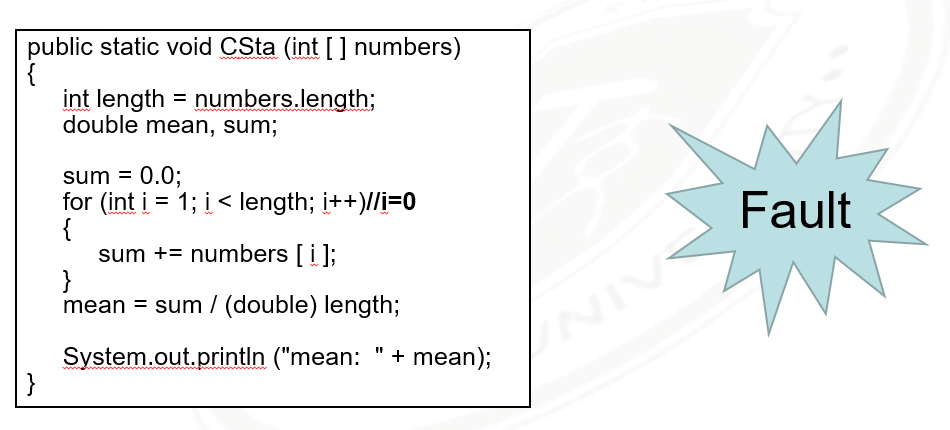 public static void CSta (int [ ] numbers)
{
int length = numbers.length;
double mean, sum;
sum = 0.0;
for (int i = 1; i < length; i++)//i=0
{
sum += numbers [ i ];
}
mean = sum / (double) length;
System.out.println ("mean:  " + mean);
}
Fault
UNIV